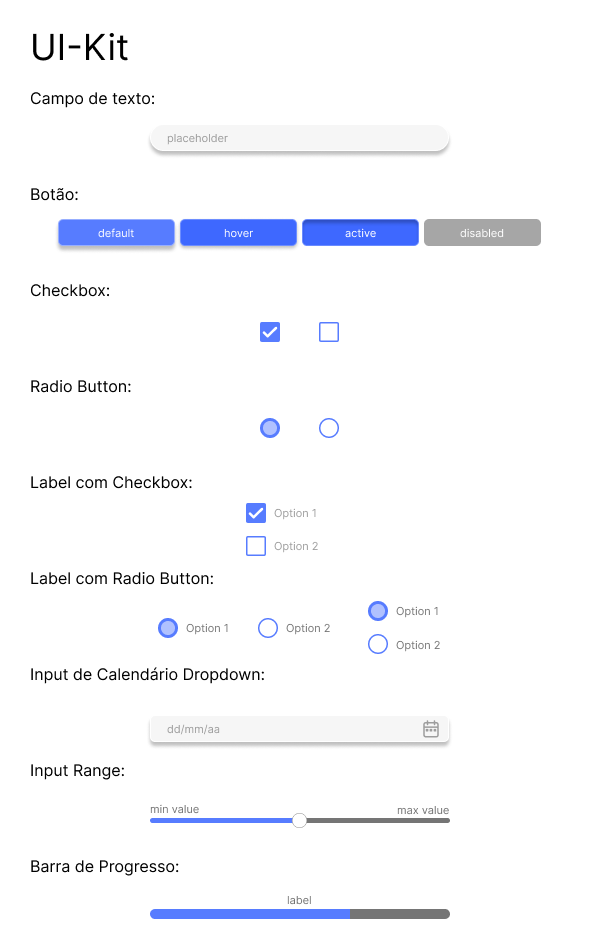 UI-Kit
Campo de texto:
placeholder
Botão:
default hover active disabled
Checkbox:
Radio Button:
Label com Checkbox:
Option 1
Option 2
Label com Radio Button:
Option 1 Option 2
Option 1
Option 2
Input de Calendário Dropdown:
dd/mm/aa
Input Range:
min value max value
Barra de Progresso:
label